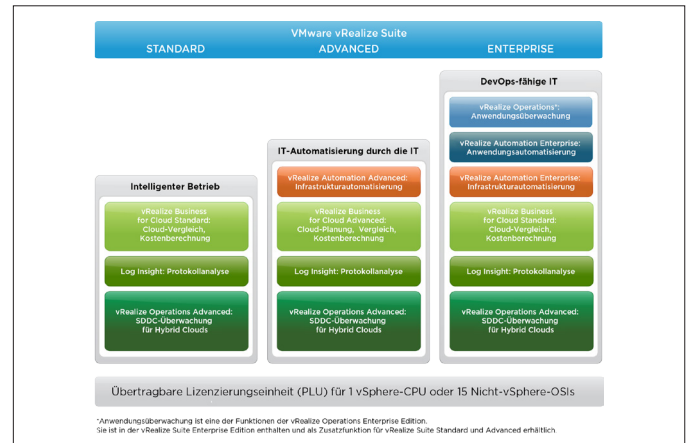 VMware vRealize Suite
STANDARD
ADVANCED
ENTERPRISE
Intelligenter Betrieb
vRealize Business
for Cloud Standard:
Cloud-Vergleich,
Kostenberechnung
Log Insight: Protokollanalyse
vRealize Operations Advanced:
SDDC-Überwachung
für Hybrid Clouds
IT-Automatisierung durch die IT
vRealize Automation Advanced:
Infrastrukturautomatisierung
vRealize Business
for Cloud Advanced:
Cloud-Planung, Vergleich,
Kostenberechnung
Log Insight: Protokollanalyse
vRealize Operations Advanced:
SDDC-Überwachung
für Hybrid Clouds
DevOps-fähige IT
vRealize Operations*:
Anwendungsüberwachung
vRealize Automation Enterprise:
Anwendungsautomatisierung
vRealize Automation Enterprise:
Infrastrukturautomatisierung
vRealize Business
for Cloud Standard:
Cloud-Vergleich,
Kostenberechnung
Log Insight: Protokollanalyse
vRealize Operations Advanced:
SDDC-Überwachung
für Hybrid Clouds
Übertragbare Lizenzierungseinheit (PLU) für 1 vSphere-CPU oder 15 Nicht-vSphere-OSIs
*Anwendungsüberwachung ist eine der Funktionen der vRealize Operations Enterprise Edition.
Sie ist in der vRealize Suite Enterprise Edition enthalten und als Zusatzfunktion für vRealize Suite Standard und Advanced erhältlich.